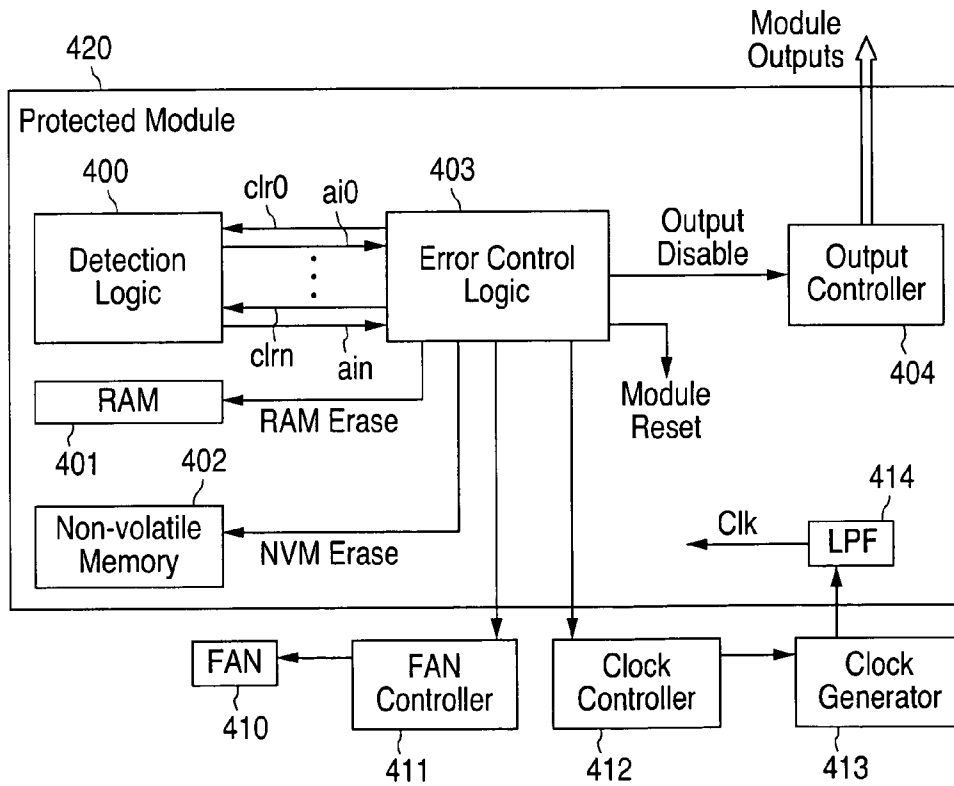 Module
Outputs
420
Protected Module
400
clr0
ai0
403
Detection
Logic
Error Control
Logic
Output
Disable
Output
Controller
clrn
ain
404
RAM
RAM Erase
Module
Reset
401
402
414
Non-volatile
Memory
NVM Erase
Clk
LPF
FAN
FAN
Controller
Clock
Controller
Clock
Generator
410
411
412
413